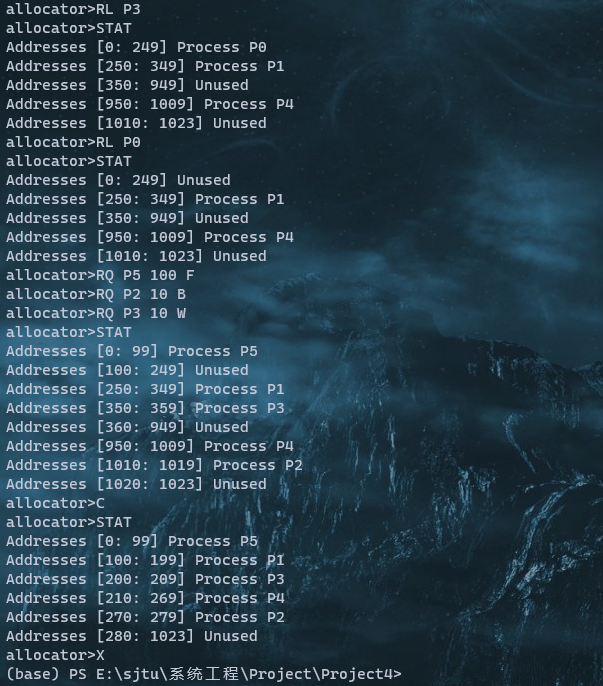 allocator>RL P3
allocator>STAT
Addresses [0: 249] Process P0
Addresses [250: 349] Process P1
Addresses [350: 949] Unused
Addresses [950: 1009] Process P4
Addresses [1010: 1023] Unused
allocator>RL P0
allocator>STAT
Addresses [0: 249] Unused
Addresses [250: 349] Process P1
Addresses [350: 949] Unused
Addresses [950: 1009] Process P4
Addresses [1010: 1023] Unused
allocator>RQ P5 100 F
allocator>RQ P2 10 B
allocator>RQ P3 10 W
allocator>STAT
Addresses [0: 99] Process P5
Addresses [100: 249] Unused
Addresses [250: 349] Process P1
Addresses [350: 359] Process P3
Addresses [360: 949] Unused
Addresses [950: 1009] Process P4
Addresses [1010: 1019] Process P2
Addresses [1020: 1023] Unused
allocator>C
allocator>STAT
Addresses [0: 99] Process P5
Addresses [100: 199] Process P1
Addresses [200: 209] Process P3
Addresses [210: 269] Process P4
Addresses [270: 279] Process P2
Addresses [280: 1023] Unused
allocator>X
(base) PS E:\sjtu\系统工程\Project\Project4>